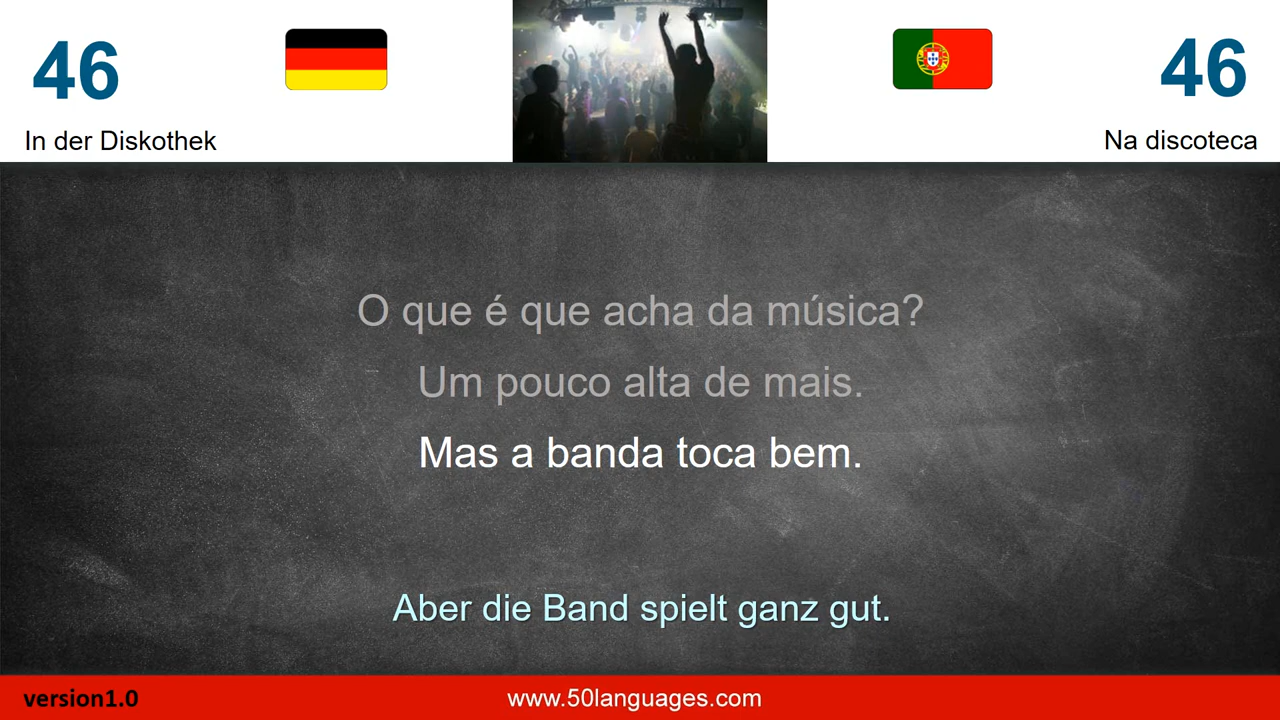 46
46
In der Diskothek
Na discoteca
O que é que acha da música?
Um pouco alta de mais.
Mas a banda toca bem.
Aber die Band spielt ganz gut.
version1.0
www.50languages.com